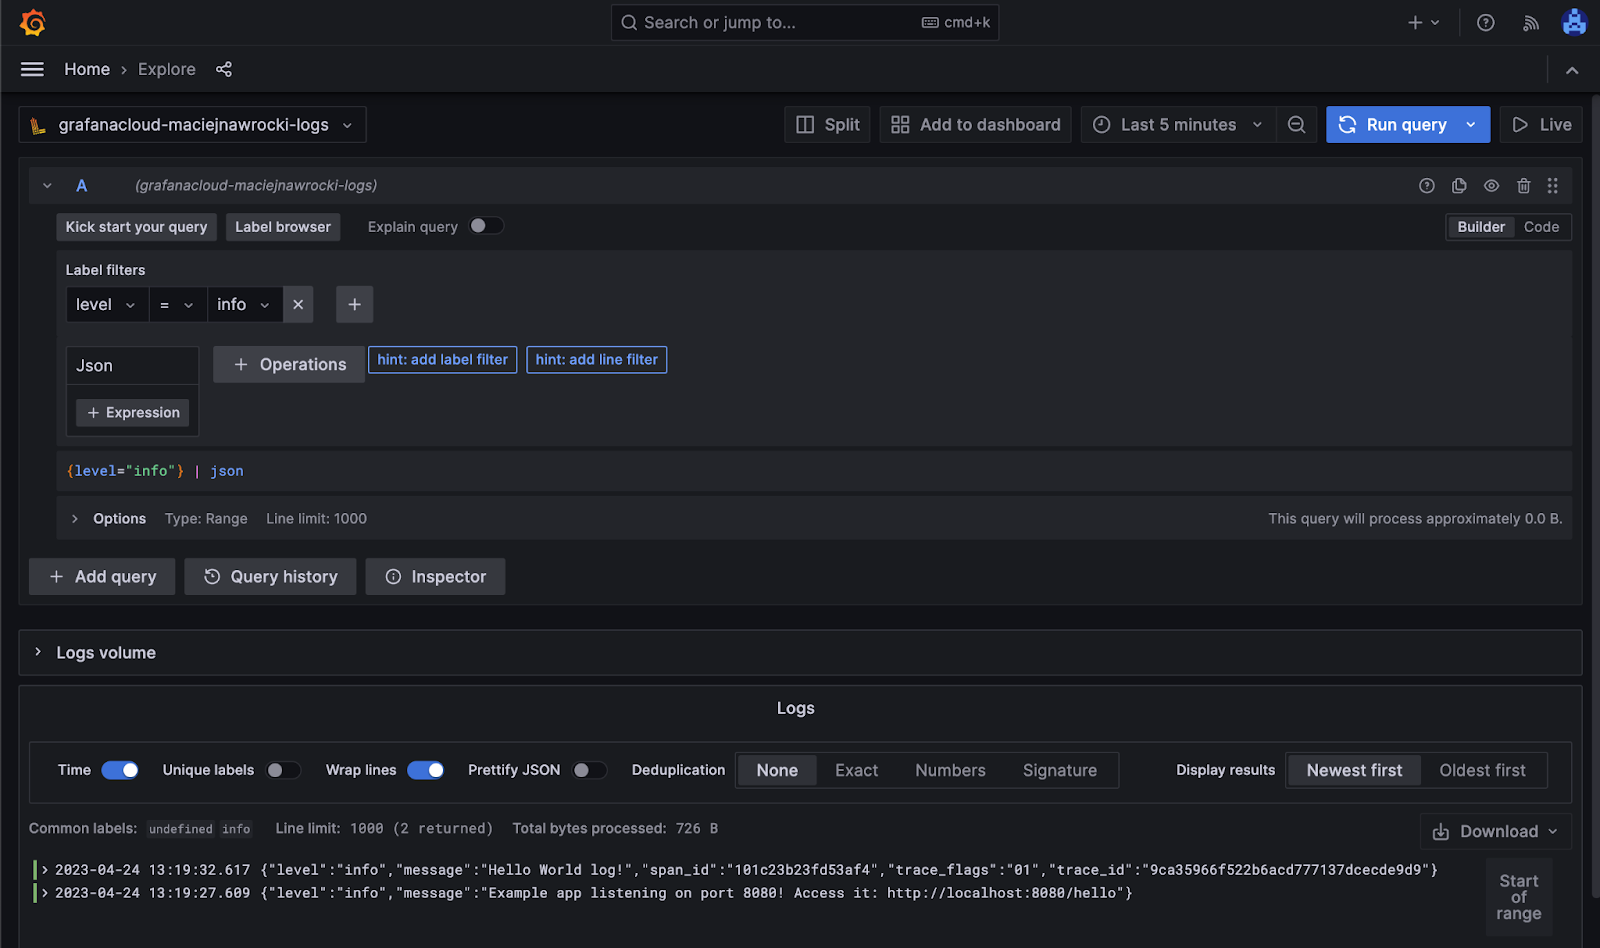 Search or jump to... cmd+k
Home › Explore
grafanacloud-maciejnawrocki-logs Split Add to dashboard Last 5 minutes Run query Live
A (grafanacloud-maciejnawrocki-logs)
Kick start your query Label browser Explain query Builder Code
Label filters
level = info × +
Json + Operations hint: add label filter hint: add line filter
+ Expression
{level="info"} | json
Options Type: Range Line limit: 1000 This query will process approximately 0.0 B.
+ Add query Query history Inspector
Logs volume
Logs
Time Unique labels Wrap lines Prettify JSON Deduplication None Exact Numbers Signature Display results Newest first Oldest first
Common labels: undefined info Line limit: 1000 (2 returned) Total bytes processed: 726 B Download
2023-04-24 13:19:32.617 {"level":"info","message":"Hello World log!","span_id":"101c23b23fd53af4","trace_flags":"01","trace_id":"9ca35966f522b6acd777137dcecde9d9"}
2023-04-24 13:19:27.609 {"level":"info","message":"Example app listening on port 8080! Access it: http://localhost:8080/hello"}
Start
of
range